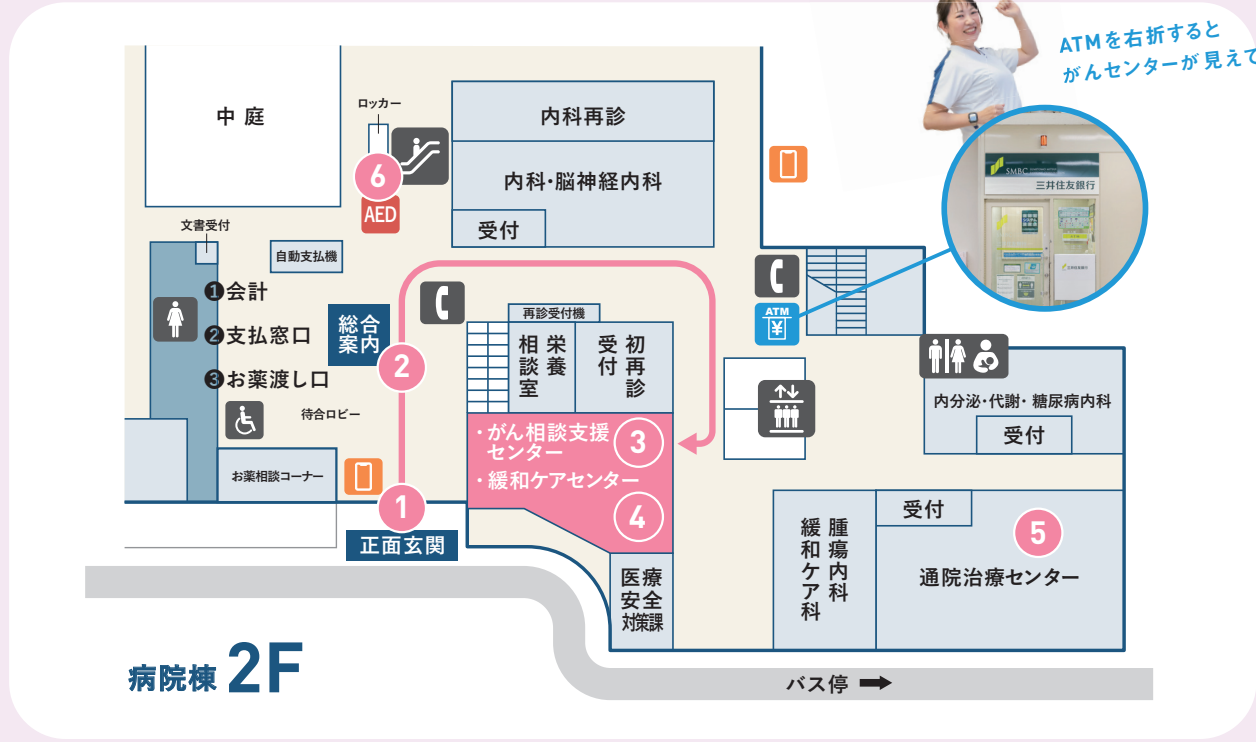 ATMを右折すると
がんセンターが見えて
SMBC
三井住友銀行
中庭
ロッカー
6
AED
内科再診
内科・脳神経内科
受付
文書受付
自動支払機
❶会計
❷支払窓口
❸お薬渡し口
総合
案内
2
待合ロビー
お薬相談コーナー
1
正面玄関
再診受付機
栄養
相談室
初再診
受付
・がん相談支援
センター
3
・緩和ケアセンター
4
医療
安全
対策課
ATM
¥
内分泌・代謝・糖尿病内科
受付
腫瘍内科
緩和ケア科
受付
5
通院治療センター
病院棟 2F
バス停